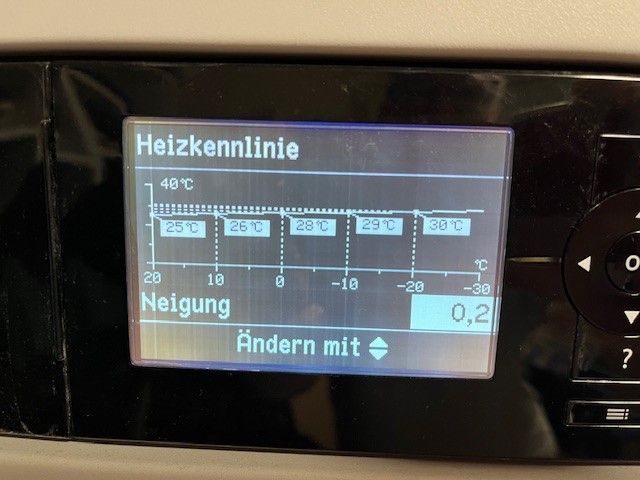 Heizkennlinie
40°C
25°C 26°C 28°C 29°C 30°C
°C
20 10 0 -10 -20 -30
Neigung 0,2
Ändern mit
?